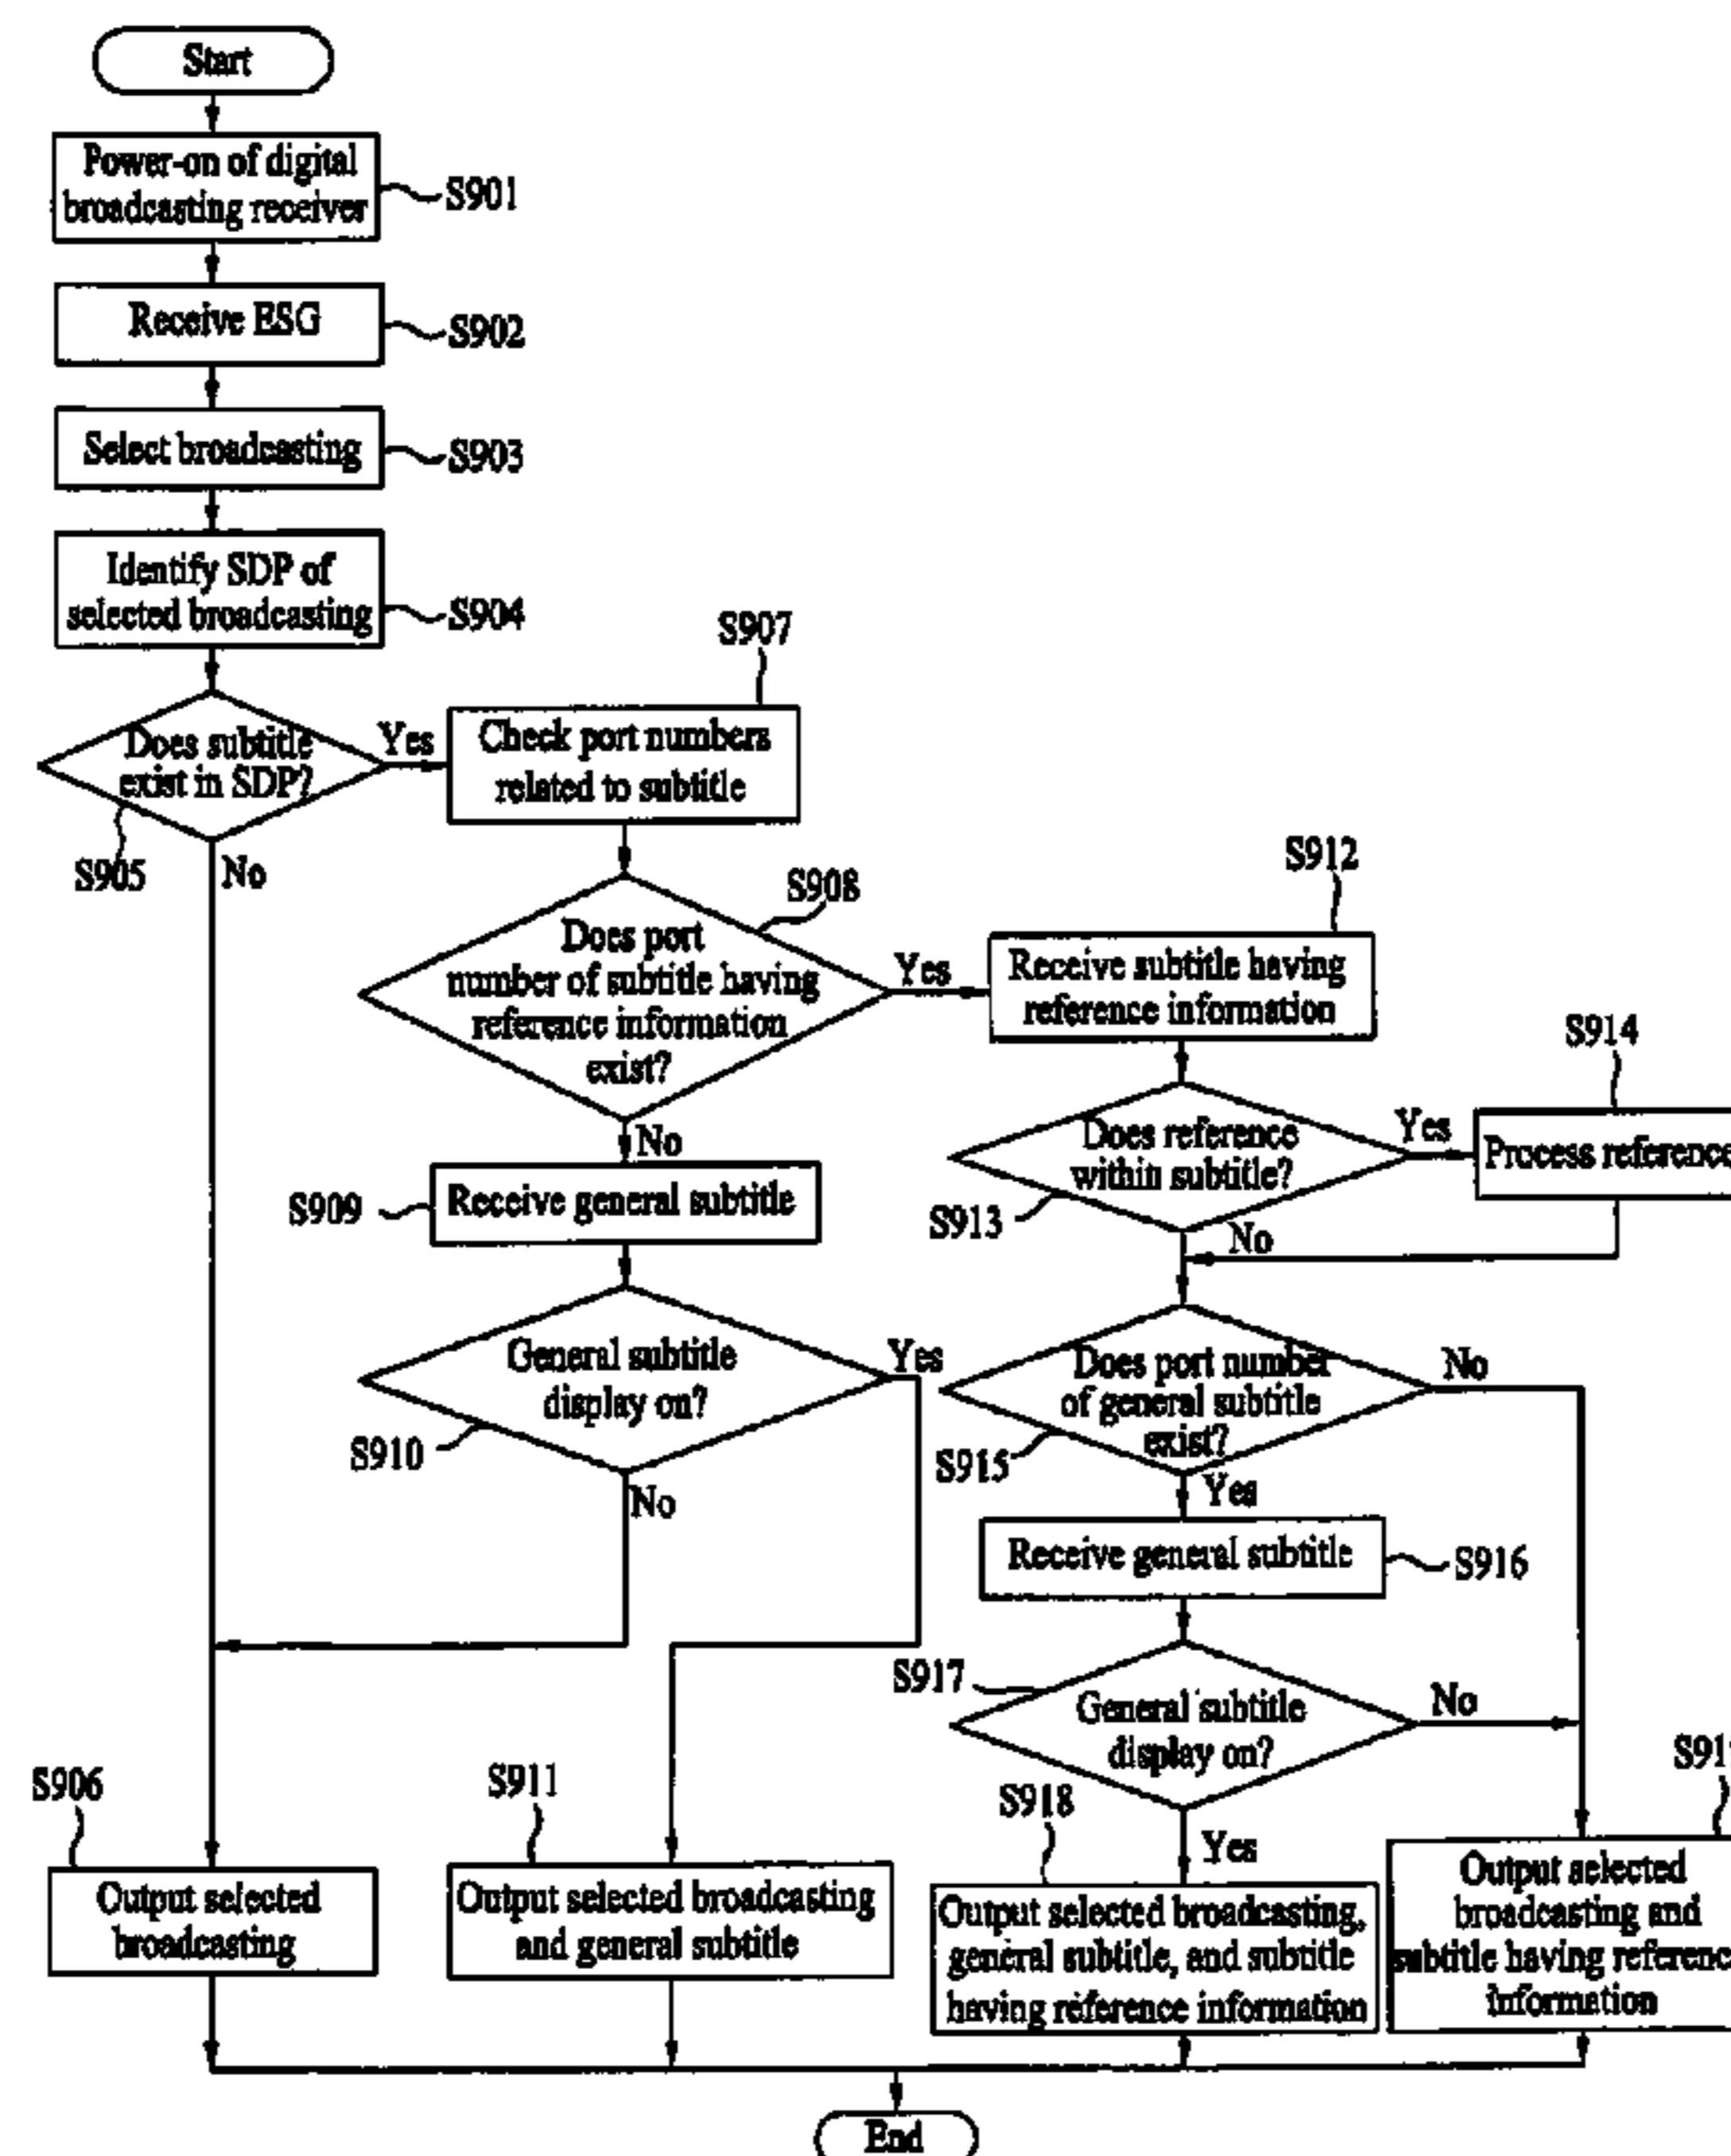 Start
Power-on of digital
broadcasting receiver
S901
Receive ESG
S902
Select broadcasting
S903
Identify SDP of
selected broadcasting
S904
S907
Does subtitle
exist in SDP?
Yes
Check port numbers
related to subtitle
S905
No
S908
S912
Does port
number of subtitle having
reference information
exist?
Yes
Receive subtitle having
reference information
S914
No
Does reference
within subtitle?
Yes
Process reference
S909
Receive general subtitle
S913
No
General subtitle
display on?
Yes
S910
No
Does port number
of general subtitle
exist?
No
S915
Yes
Receive general subtitle
S916
S917
General subtitle
display on?
No
S906
S911
S918
Yes
S91
Output selected
broadcasting
Output selected broadcasting
and general subtitle
Output selected broadcasting,
general subtitle, and subtitle
having reference information
Output selected
broadcasting and
subtitle having referenc
information
End